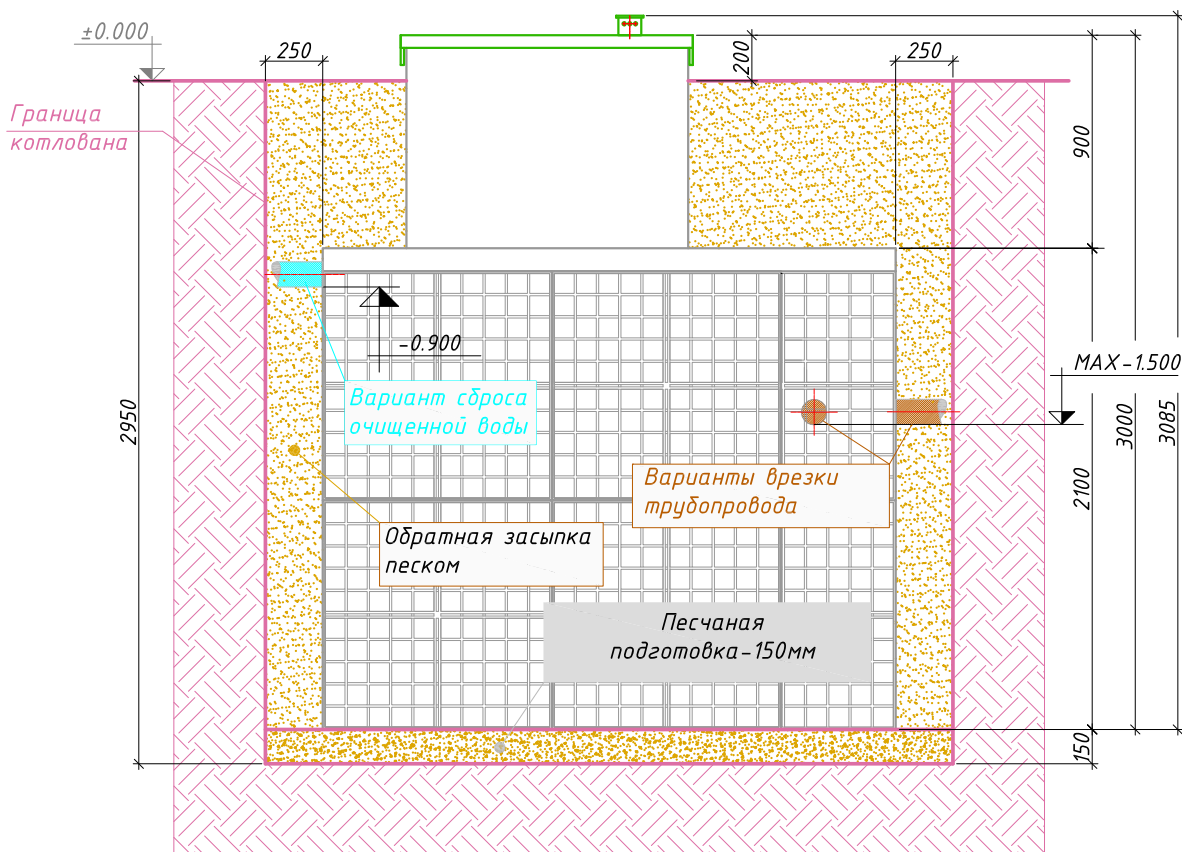 ±0.000
250
200
250
Граница
котлована
900
-0.900
MAX-1.500
Вариант сброса
очищенной воды
2950
3000
3085
Варианты врезки
трубопровода
2100
Обратная засыпка
песком
Песчаная
подготовка-150мм
150